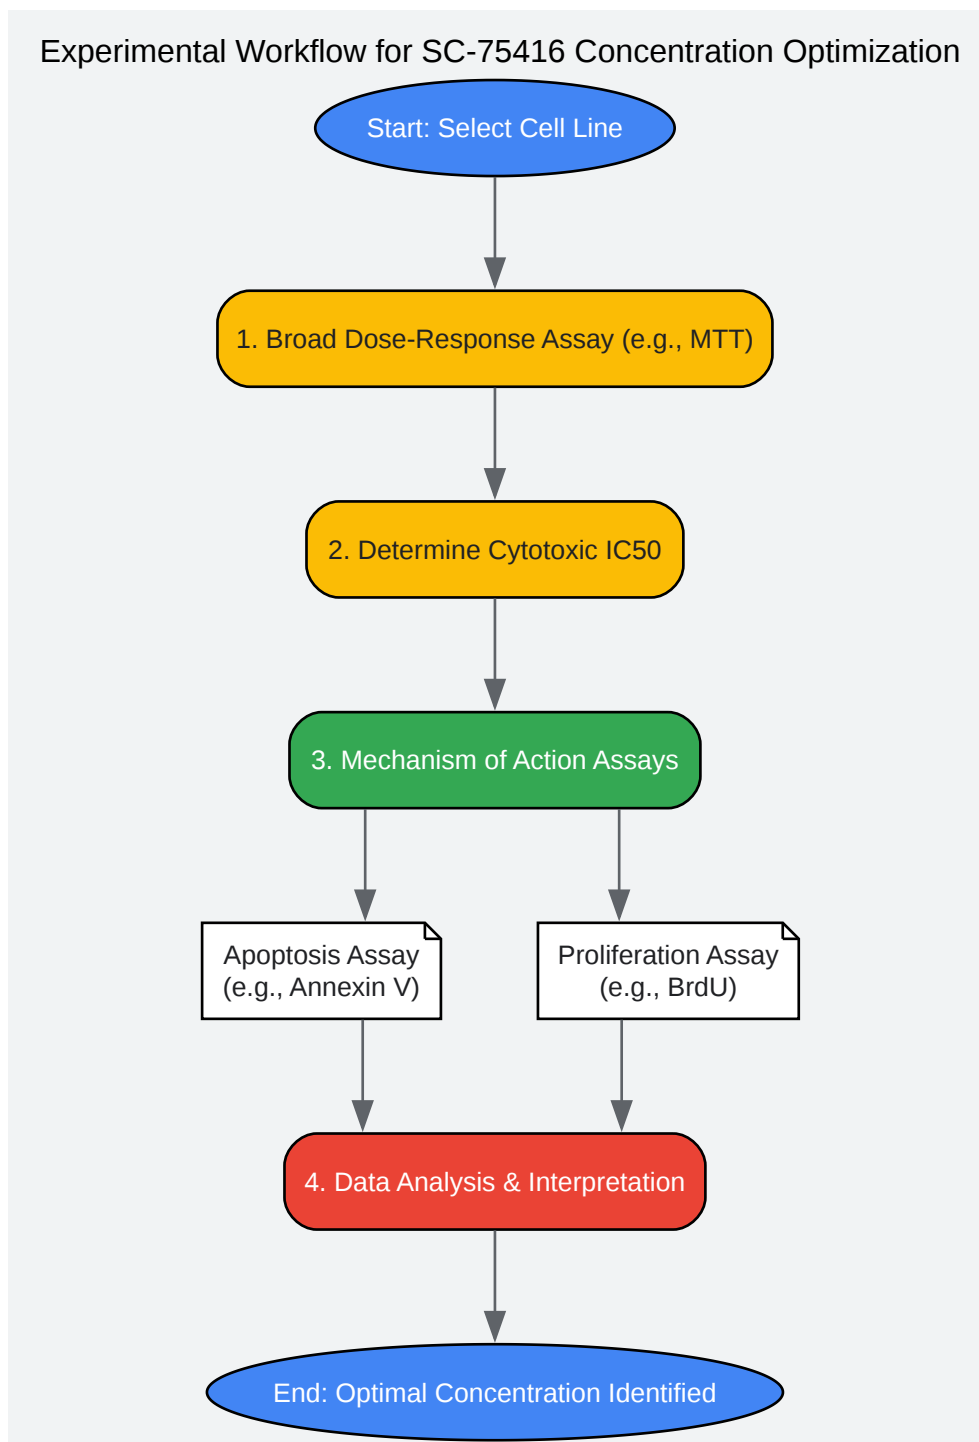 Experimental Workflow for SC-75416 Concentration Optimization
Start: Select Cell Line
1. Broad Dose-Response Assay (e.g., MTT)
2. Determine Cytotoxic IC50
3. Mechanism of Action Assays
Apoptosis Assay
(e.g., Annexin V)
Proliferation Assay
(e.g., BrdU)
4. Data Analysis & Interpretation
End: Optimal Concentration Identified